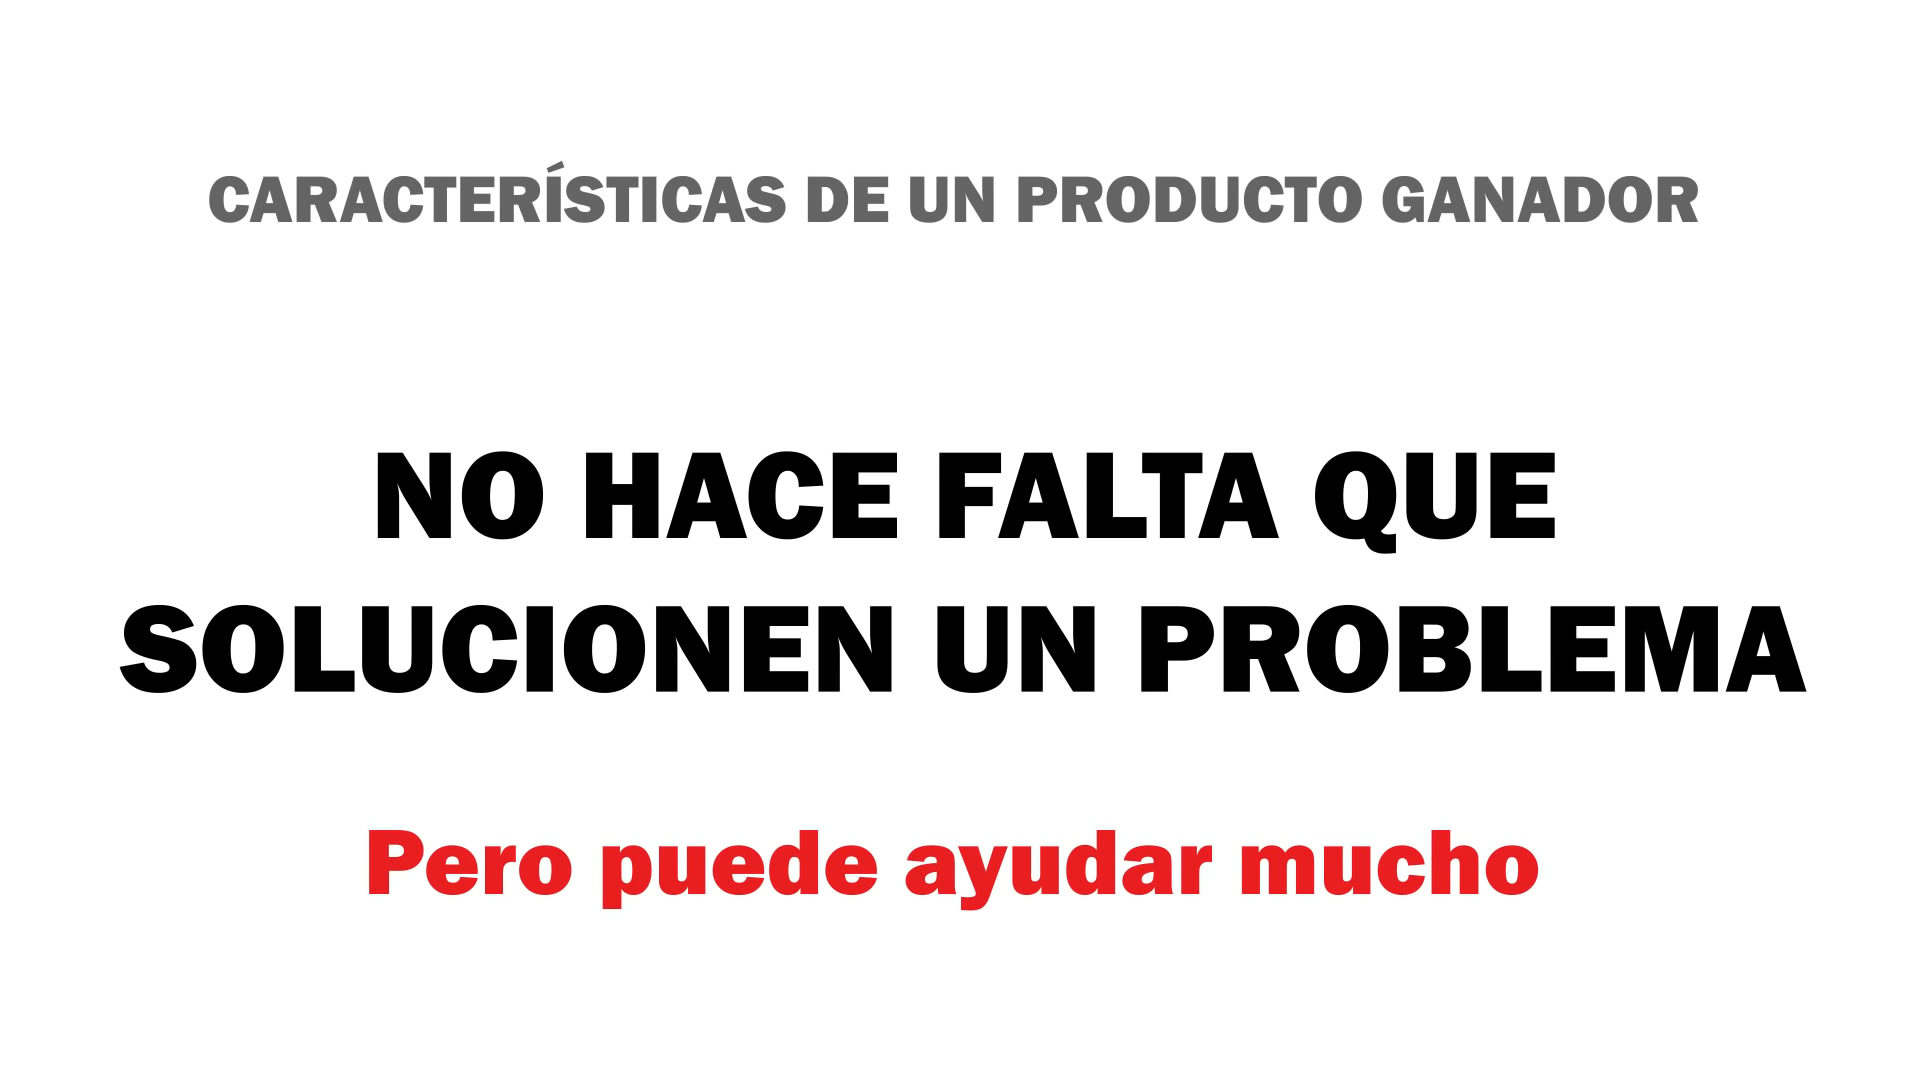 CARACTERÍSTICAS DE UN PRODUCTO GANADOR
NO HACE FALTA QUE
SOLUCIONEN UN PROBLEMA
Pero puede ayudar mucho